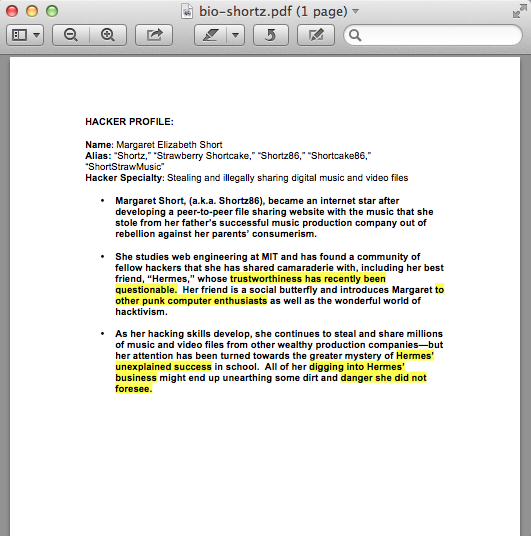 bio-shortz.pdf (1 page)
HACKER PROFILE:
Name: Margaret Elizabeth Short
Alias: “Shortz,” “Strawberry Shortcake,” “Shortz86,” “Shortcake86,”
“ShortStrawMusic”
Hacker Specialty: Stealing and illegally sharing digital music and video files
• Margaret Short, (a.k.a. Shortz86), became an internet star after
developing a peer-to-peer file sharing website with the music that she
stole from her father’s successful music production company out of
rebellion against her parents’ consumerism.
• She studies web engineering at MIT and has found a community of
fellow hackers that she has shared camaraderie with, including her best
friend, “Hermes,” whose trustworthiness has recently been
questionable. Her friend is a social butterfly and introduces Margaret to
other punk computer enthusiasts as well as the wonderful world of
hacktivism.
• As her hacking skills develop, she continues to steal and share millions
of music and video files from other wealthy production companies—but
her attention has been turned towards the greater mystery of Hermes’
unexplained success in school. All of her digging into Hermes’
business might end up unearthing some dirt and danger she did not
foresee.